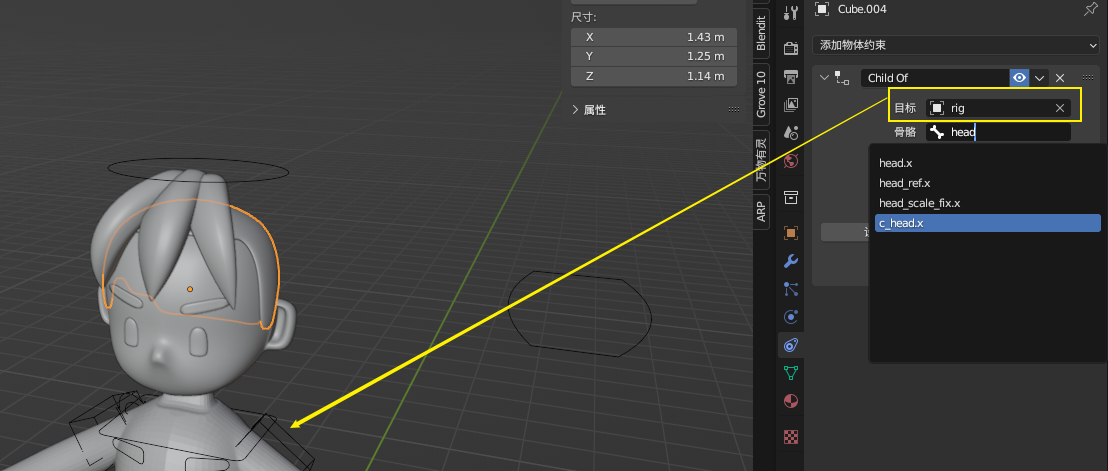 尺寸:
X 1.43 m
Y 1.25 m
Z 1.14 m
属性
Blendit
Grove 10
万物有灵
ARP
Cube.004
添加物体约束
Child Of
目标 rig
骨骼 head
head.x
head_ref.x
head_scale_fix.x
c_head.x